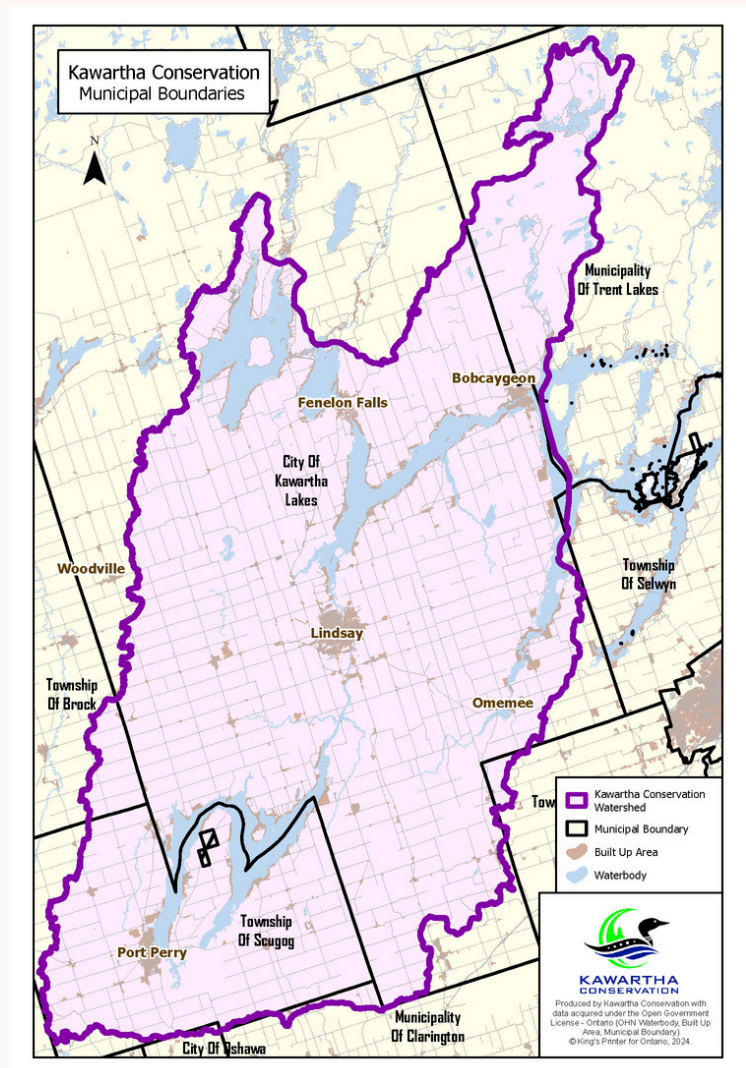 Kawartha Conservation
Municipal Boundaries
N
Municipality
Of Trent Lakes
Bobcaygeon
Fenelon Falls
City Of
Kawartha
Lakes
Woodville
Township
Of Selwyn
Lindsay
Township
Of Brock
Omemee
Tow
Kawartha Conservation
Watershed
Municipal Boundary
Built Up Area
Waterbody
Township
Of Scugog
Port Perry
Municipality
Of Clarington
City Of Oshawa
KAWARTHA
CONSERVATION
Produced by Kawartha Conservation with
data acquired under the Open Government
License - Ontario (OHN Waterbody, Built Up
Area, Municipal Boundary)
© King's Printer for Ontario, 2024.